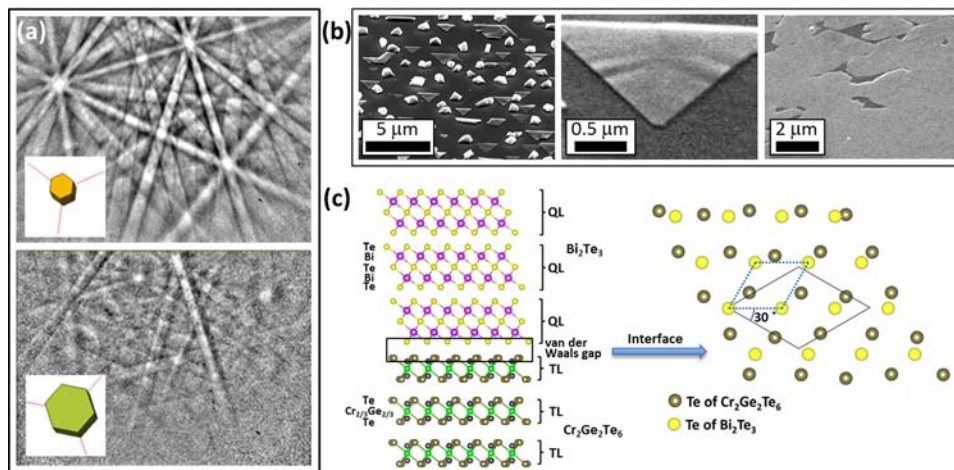 (a)
(b)
5 µm
0.5 µm
2 µm
(c)
QL
Te
Bi
Te
Bi
Te
QL
Bi₂Te₃
QL
van der
Waals gap
TL
Te
Cr₂/₃Ge₂/₃
Te
TL
Cr₂Ge₂Te₆
TL
Interface
30°
Te of Cr₂Ge₂Te₆
Te of Bi₂Te₃